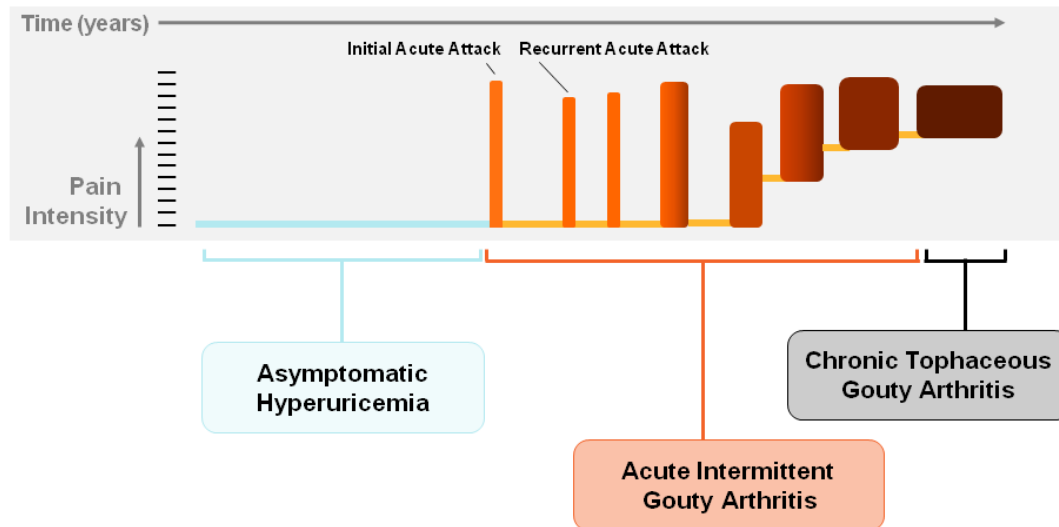 Time (years)
Initial Acute Attack
Recurrent Acute Attack
Pain
Intensity
Asymptomatic
Hyperuricemia
Chronic Tophaceous
Gouty Arthritis
Acute Intermittent
Gouty Arthritis